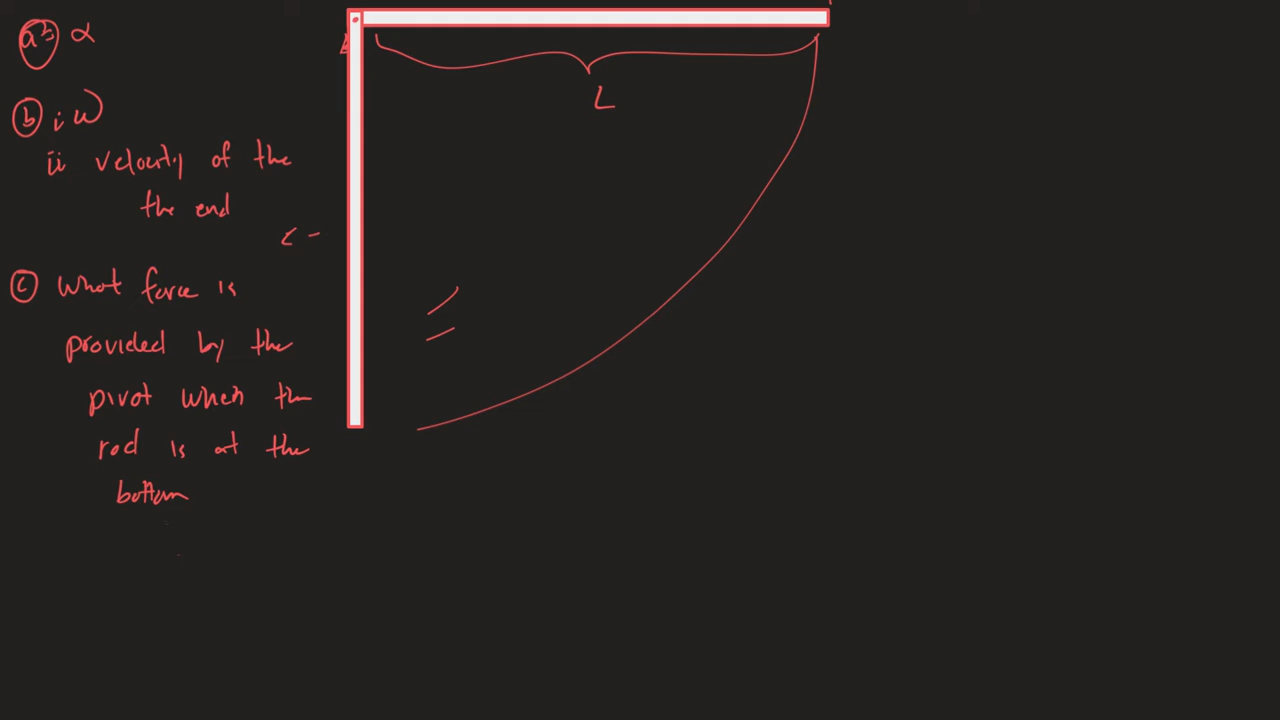 a) α
L
b) i ω
ii velocity of the
the end
c) What force is
provided by the
pivot when the
rod is at the
bottom